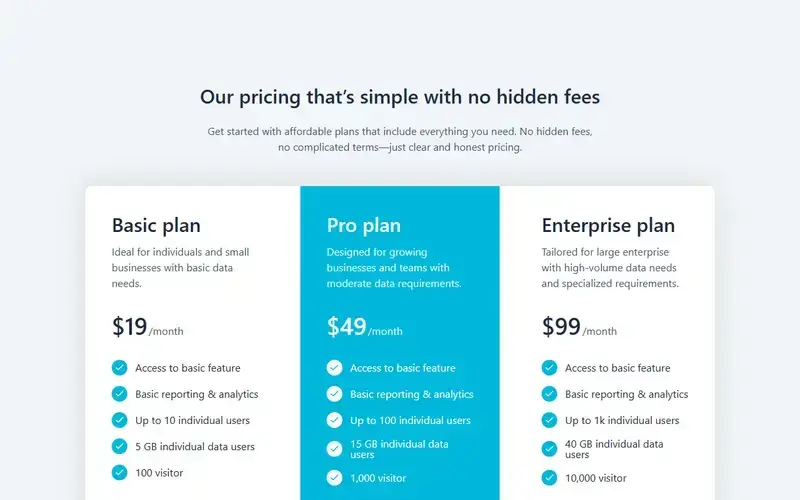 Our pricing that’s simple with no hidden fees
Get started with affordable plans that include everything you need. No hidden fees,
no complicated terms—just clear and honest pricing.
Basic plan
Ideal for individuals and small
businesses with basic data
needs.
$19/month
Access to basic feature
Basic reporting & analytics
Up to 10 individual users
5 GB individual data users
100 visitor
Pro plan
Designed for growing
businesses and teams with
moderate data requirements.
$49/month
Access to basic feature
Basic reporting & analytics
Up to 100 individual users
15 GB individual data
users
1,000 visitor
Enterprise plan
Tailored for large enterprise
with high-volume data needs
and specialized requirements.
$99/month
Access to basic feature
Basic reporting & analytics
Up to 1k individual users
40 GB individual data
users
10,000 visitor